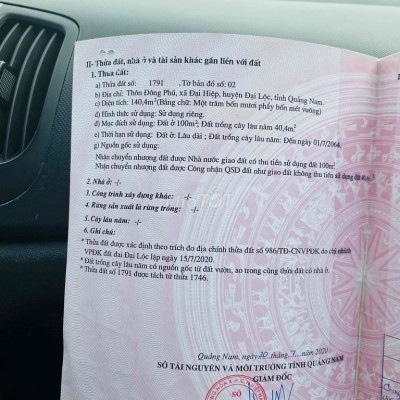 II- Thửa đất, nhà ở và tài sản khác gắn liền với đất
1. Thửa đất:
a) Thửa đất số: 1791 , Tờ bản đồ số: 02
b) Địa chỉ: Thôn Đông Phú, xã Đại Hiệp, huyện Đại Lộc, tỉnh Quảng Nam.
c) Diện tích: 140,4m² (Bằng chữ: Một trăm bốn mươi phẩy bốn mét vuông)
d) Hình thức sử dụng: Sử dụng riêng.
đ) Mục đích sử dụng: Đất ở 100m²; Đất trồng cây lâu năm 40,4m²
e) Thời hạn sử dụng: Đất ở: Lâu dài ; Đất trồng cây lâu năm: Đến ngày 01/7/2064.
g) Nguồn gốc sử dụng:
Nhận chuyển nhượng đất được Nhà nước giao đất có thu tiền sử dụng đất 100m²
Nhận chuyển nhượng đất được Công nhận QSD đất như giao đất không thu tiền sử dụng đất
2. Nhà ở: -/-
3. Công trình xây dựng khác: -/-
4. Rừng sản xuất là rừng trồng: -/-
5. Cây lâu năm: -/-
6. Ghi chú:
* Thửa đất được xác định theo trích đo địa chính thửa đất số 986/TĐ-CNVPĐK do chi nhánh
VPĐK đất đai Đại Lộc lập ngày 15/7/2020.
* Đất trồng cây lâu năm có nguồn gốc từ đất vườn, ao trong cùng thửa đất có nhà ở.
* Thửa đất số 1791 được tách từ thửa 1746.
Quảng Nam, ngày tháng 7 năm 2020
SỞ TÀI NGUYÊN VÀ MÔI TRƯỜNG TỈNH QUẢNG NAM
GIÁM ĐỐC
SỞ